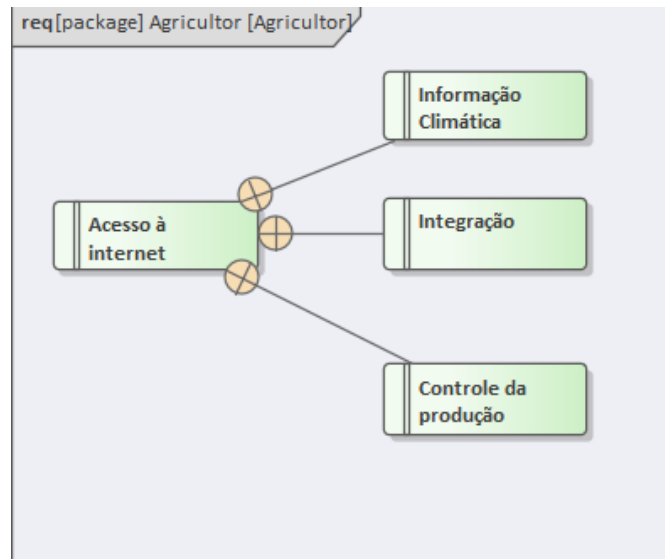 req[package] Agricultor [Agricultor]
Informação
Climática
Acesso à
internet
Integração
Controle da
produção